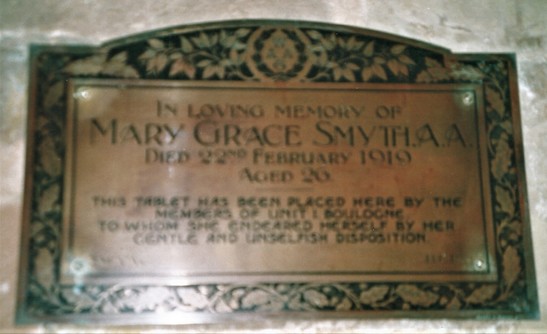 IN LOVING MEMORY OF
MARY GRACE SMYTH. A.A.
DIED 22ND FEBRUARY 1919
AGED 26.
THIS TABLET HAS BEEN PLACED HERE BY THE
MEMBERS OF UNIT 1 BOULOGNE
TO WHOM SHE ENDEARED HERSELF BY HER
GENTLE AND UNSELFISH DISPOSITION.